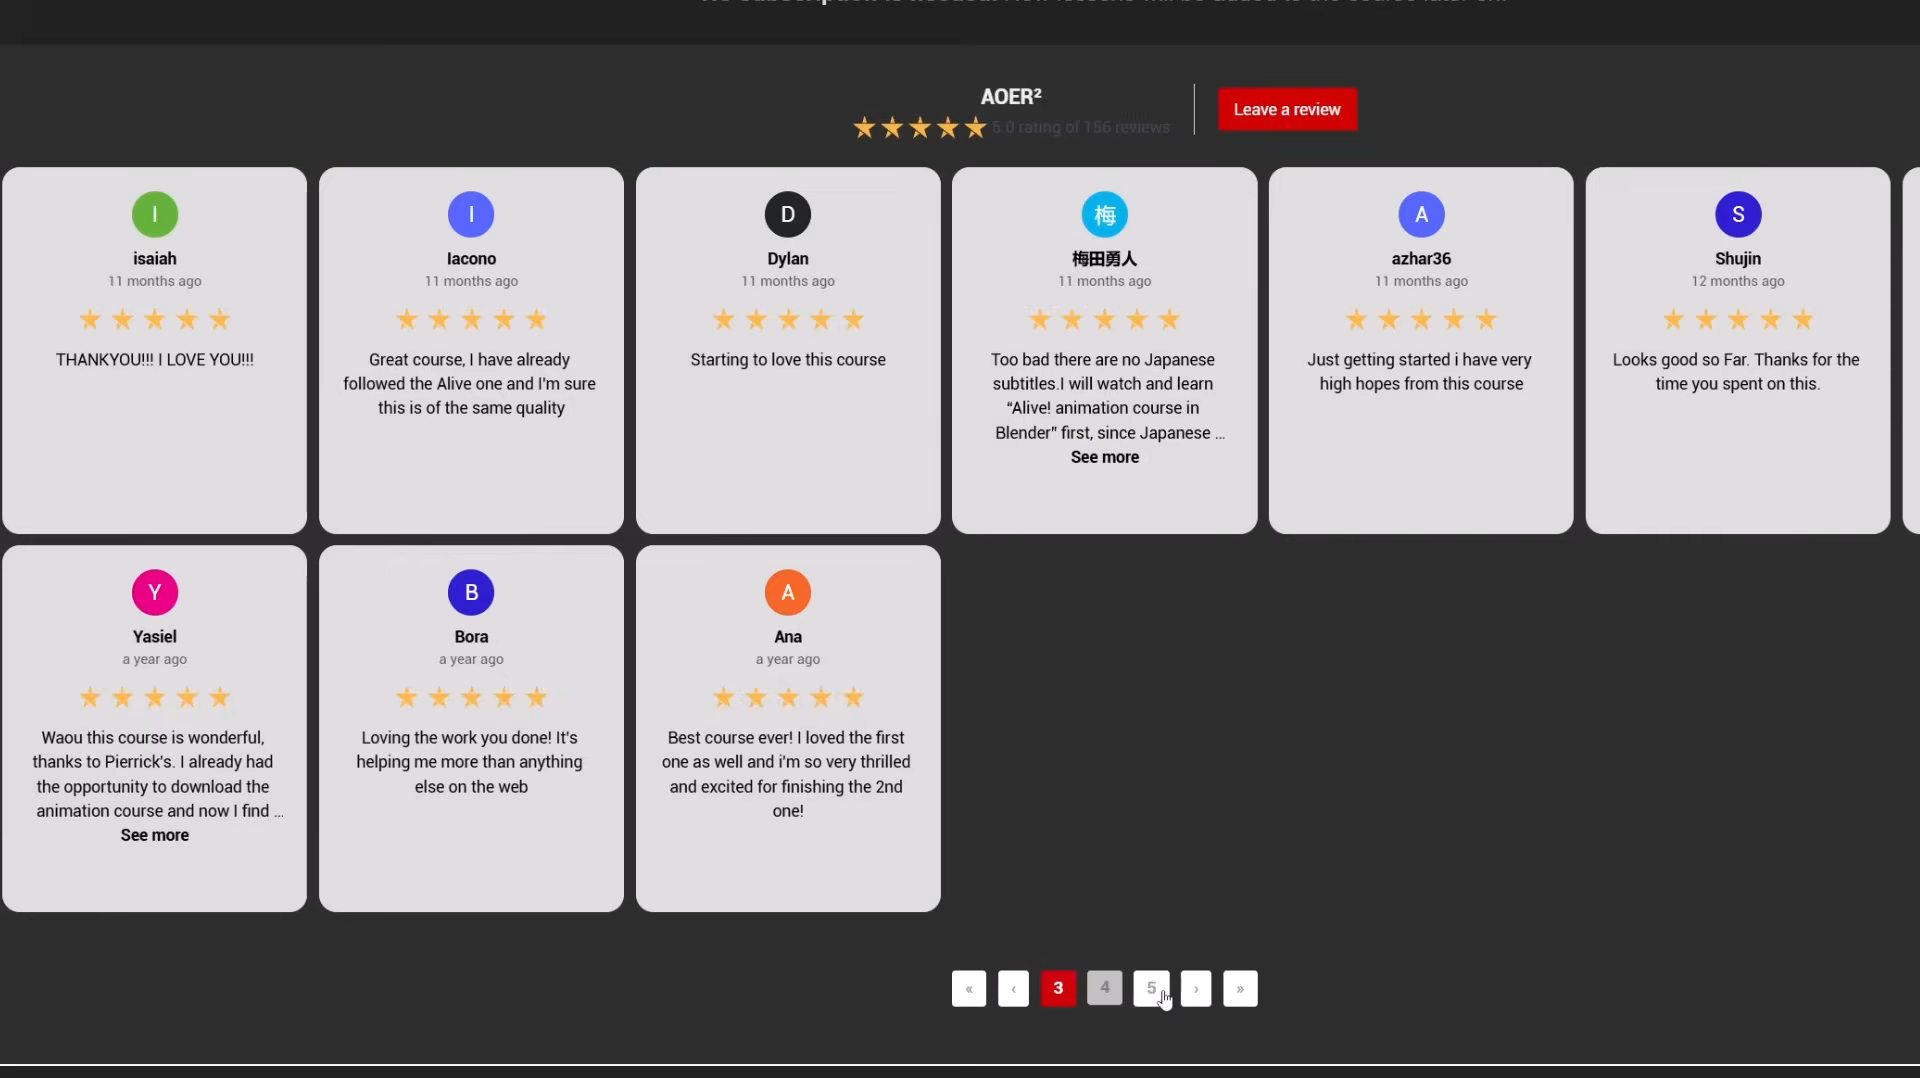 AOER²
5.0 rating of 156 reviews
Leave a review
I
isaiah
11 months ago
THANKYOU!!! I LOVE YOU!!!
I
Iacono
11 months ago
Great course, I have already
followed the Alive one and I'm sure
this is of the same quality
D
Dylan
11 months ago
Starting to love this course
梅
梅田勇人
11 months ago
Too bad there are no Japanese
subtitles.I will watch and learn
“Alive! animation course in
Blender” first, since Japanese ...
See more
A
azhar36
11 months ago
Just getting started i have very
high hopes from this course
S
Shujin
12 months ago
Looks good so Far. Thanks for the
time you spent on this.
Y
Yasiel
a year ago
Waou this course is wonderful,
thanks to Pierrick's. I already had
the opportunity to download the
animation course and now I find ...
See more
B
Bora
a year ago
Loving the work you done! It's
helping me more than anything
else on the web
A
Ana
a year ago
Best course ever! I loved the first
one as well and i'm so very thrilled
and excited for finishing the 2nd
one!
« ‹ 3 4 5 › »